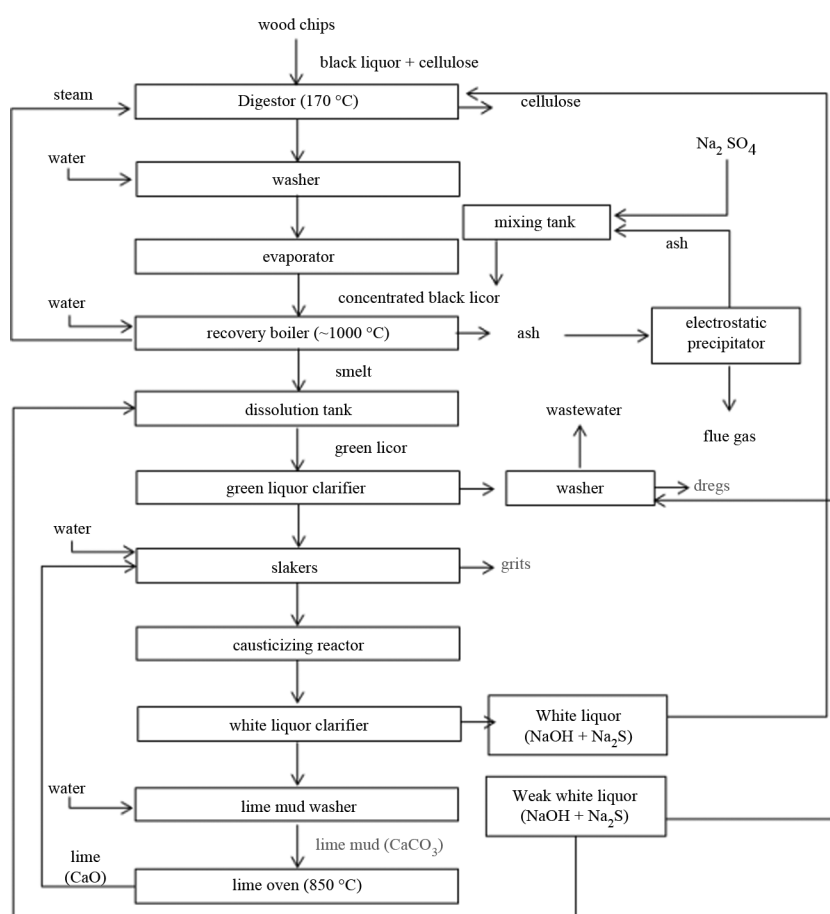 wood chips
black liquor + cellulose
steam
Digestor (170 °C)
cellulose
water
washer
Na₂ SO₄
mixing tank
ash
evaporator
concentrated black licor
water
recovery boiler (~1000 °C)
ash
electrostatic
precipitator
smelt
dissolution tank
wastewater
flue gas
green licor
green liquor clarifier
washer
dregs
water
slakers
grits
causticizing reactor
white liquor clarifier
White liquor
(NaOH + Na₂S)
water
lime mud washer
Weak white liquor
(NaOH + Na₂S)
lime mud (CaCO₃)
lime
(CaO)
lime oven (850 °C)